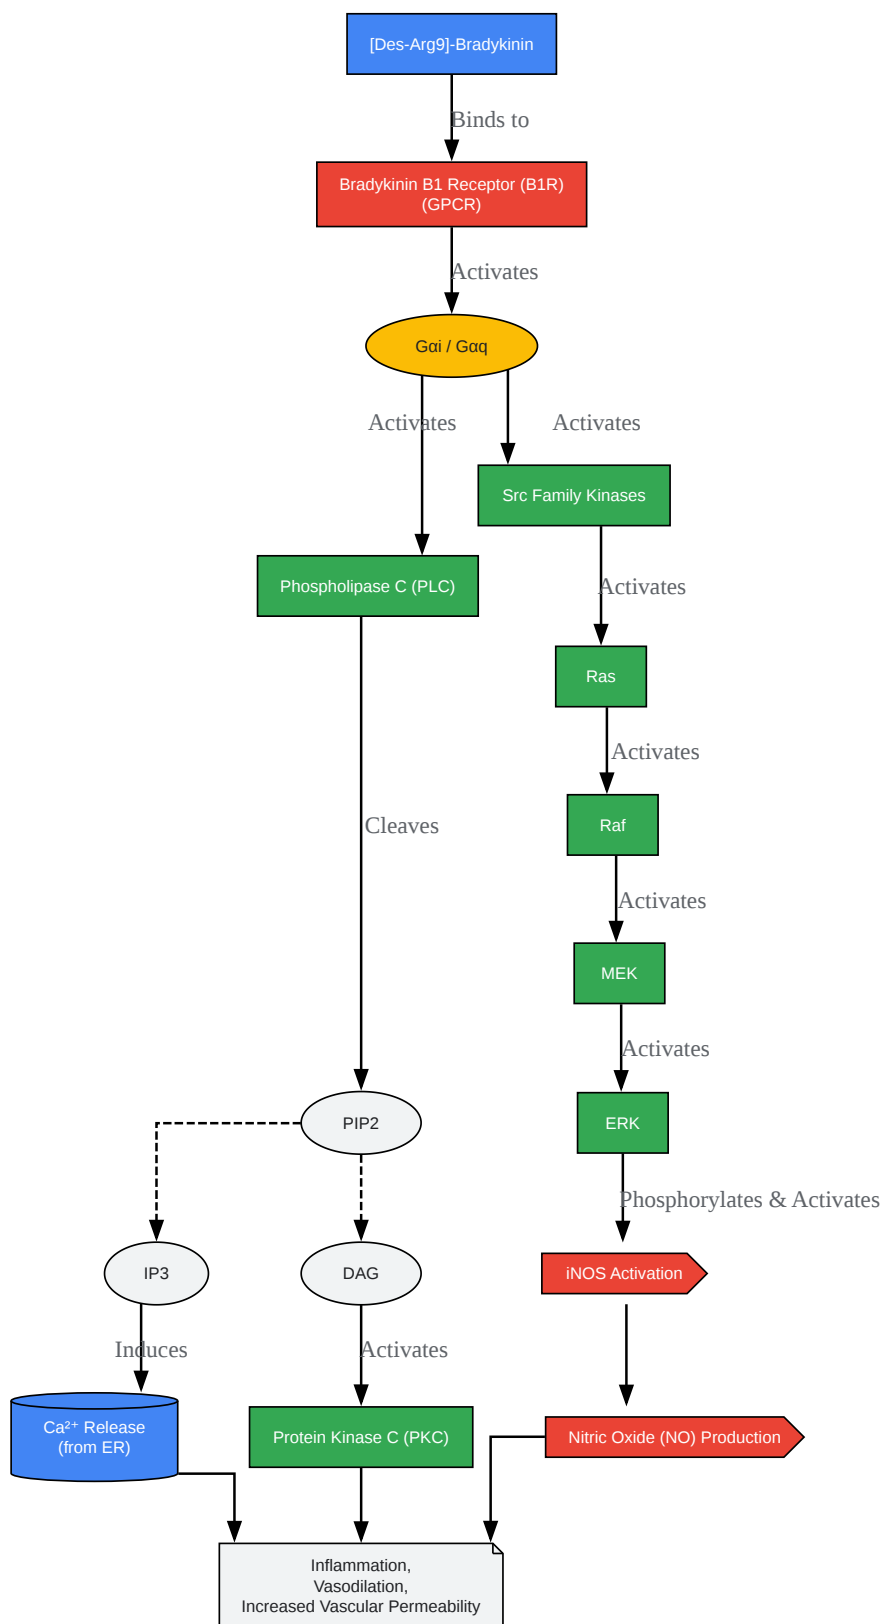 [Des-Arg9]-Bradykinin
Binds to
Bradykinin B1 Receptor (B1R)
(GPCR)
Activates
Gαi / Gαq
Activates
Activates
Src Family Kinases
Phospholipase C (PLC)
Activates
Ras
Activates
Cleaves
Raf
Activates
MEK
Activates
PIP2
ERK
Phosphorylates & Activates
IP3
DAG
iNOS Activation
Induces
Activates
Ca²⁺ Release
(from ER)
Protein Kinase C (PKC)
Nitric Oxide (NO) Production
Inflammation,
Vasodilation,
Increased Vascular Permeability